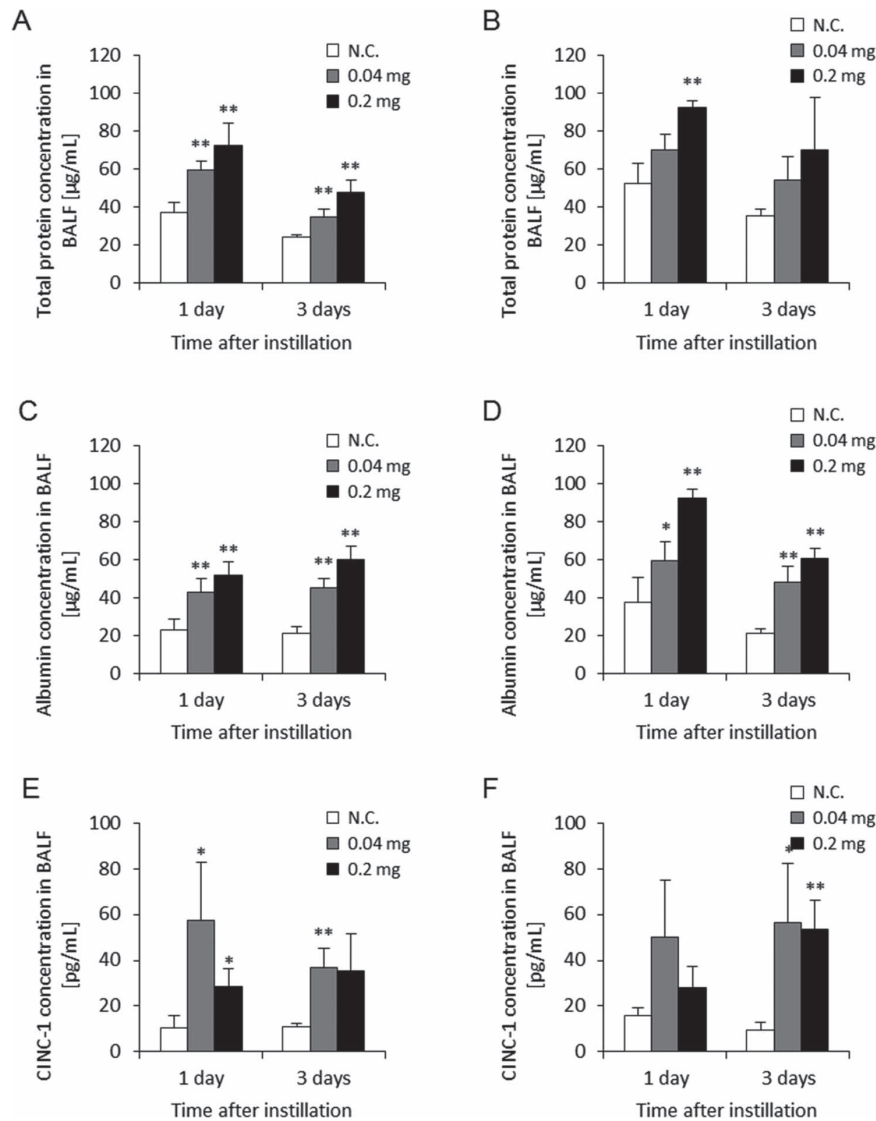 A
Total protein concentration in
BALF [µg/mL]
120
100
80
60
40
20
0
N.C.
0.04 mg
0.2 mg
**
**
**
**
1 day
3 days
Time after instillation
B
Total protein concentration in
BALF [µg/mL]
120
100
80
60
40
20
0
N.C.
0.04 mg
0.2 mg
**
1 day
3 days
Time after instillation
C
Albumin concentration in BALF
[µg/mL]
120
100
80
60
40
20
0
N.C.
0.04 mg
0.2 mg
**
**
**
**
1 day
3 days
Time after instillation
D
Albumin concentration in BALF
[µg/mL]
120
100
80
60
40
20
0
N.C.
0.04 mg
0.2 mg
*
**
**
**
1 day
3 days
Time after instillation
E
CINC-1 concentration in BALF
[pg/mL]
100
80
60
40
20
0
N.C.
0.04 mg
0.2 mg
*
*
**
1 day
3 days
Time after instillation
F
CINC-1 concentration in BALF
[pg/mL]
100
80
60
40
20
0
N.C.
0.04 mg
0.2 mg
*
**
1 day
3 days
Time after instillation